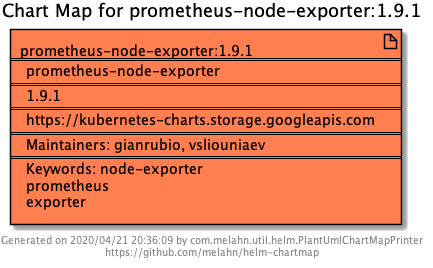 Chart Map for prometheus-node-exporter:1.9.1
prometheus-node-exporter:1.9.1
prometheus-node-exporter
1.9.1
https://kubernetes-charts.storage.googleapis.com
Maintainers: gianrubio, vsliouniaev
Keywords: node-exporter
prometheus
exporter
Generated on 2020/04/21 20:36:09 by com.melahn.util.helm.PlantUmlChartMapPrinter
https://github.com/melahn/helm-chartmap